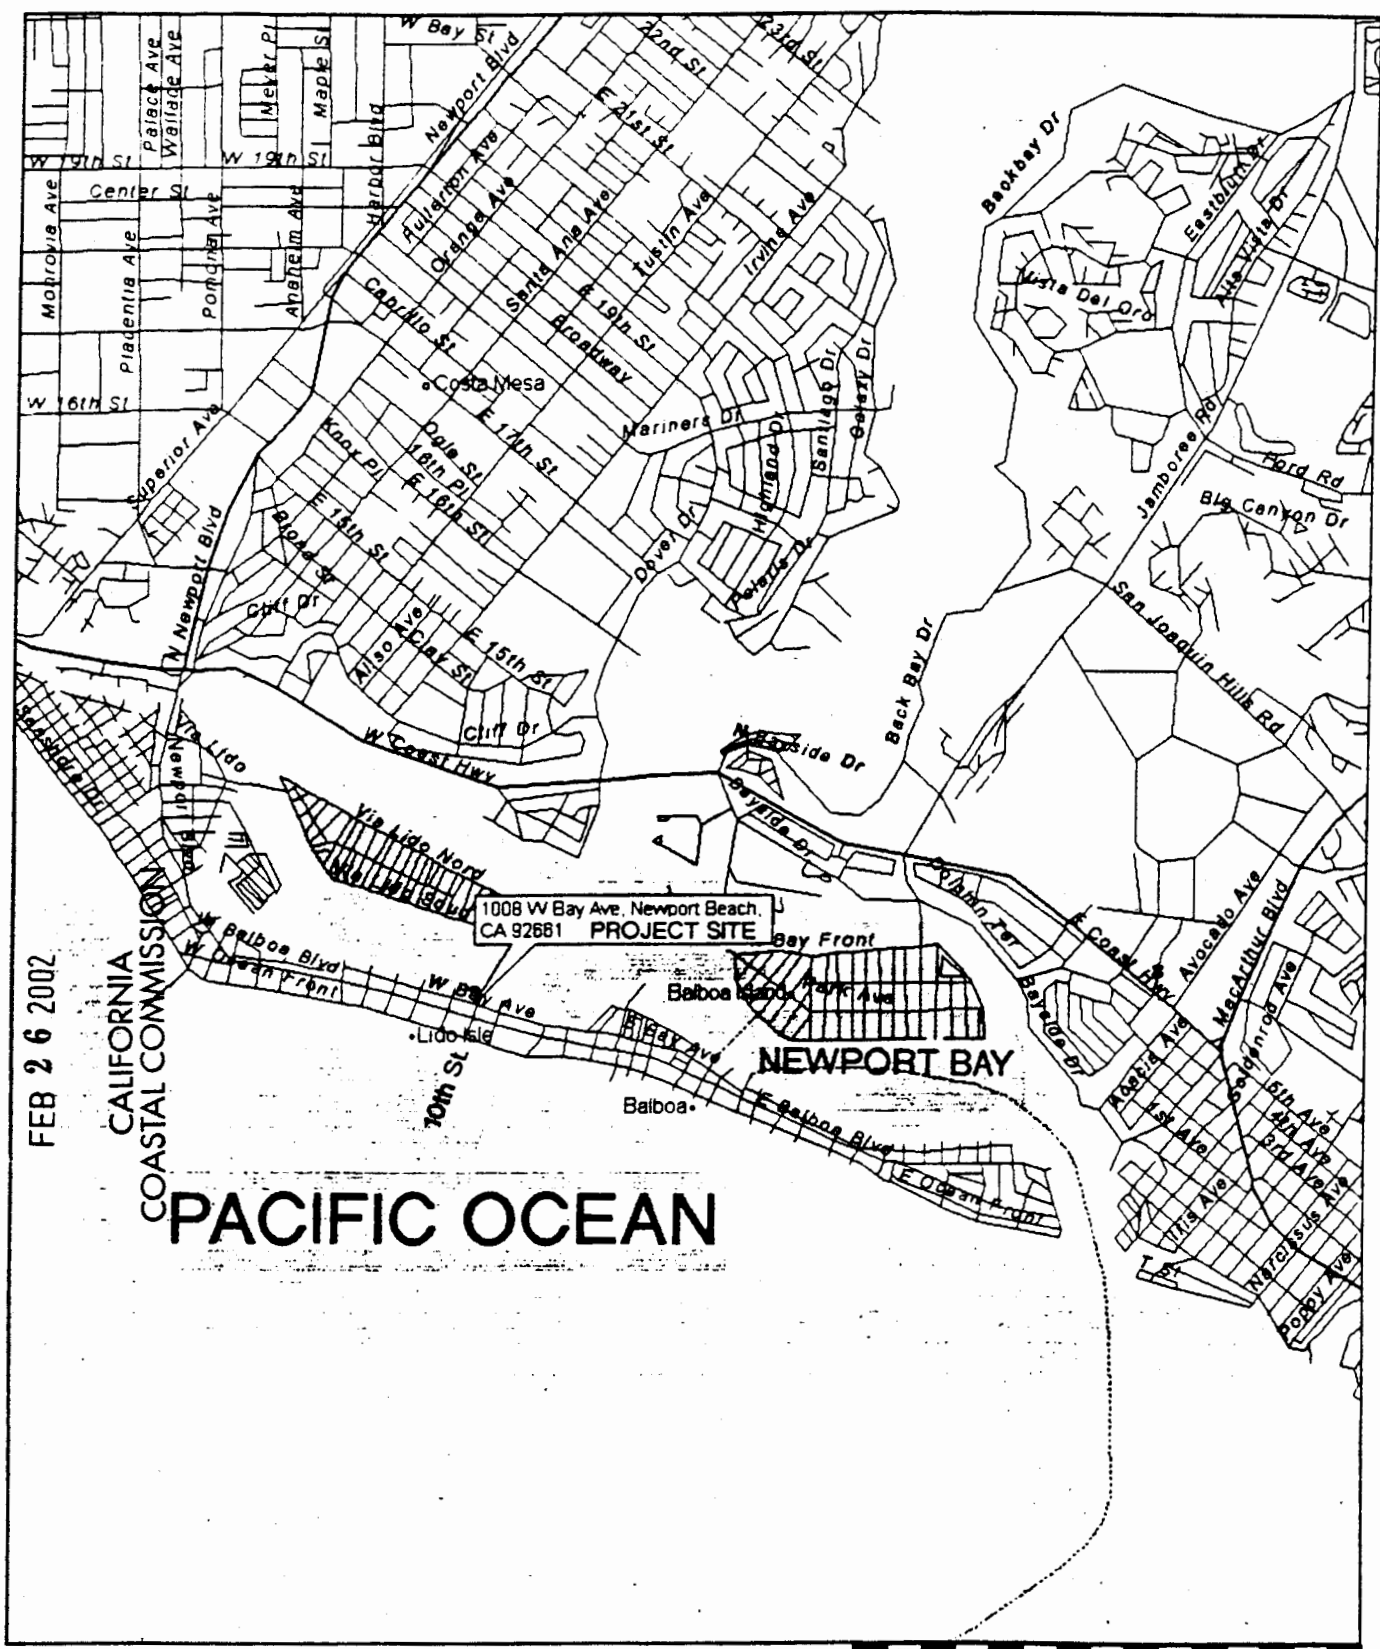 W Bay St
Newport Blvd
22nd St
23rd St
Palace Ave
Wallace Ave
Meyer Pl
Maple St
Harbor Blvd
E 21st St
Backbay Dr
Eastbluff Dr
W 19th St
W 19th St
Center St
Fullerton Ave
Orange Ave
Santa Ana Ave
Tustin Ave
Irvine Ave
Alta Vista Dr
Monrovia Ave
Placentia Ave
Pomona Ave
Anaheim Ave
Vista Del Oro
Cabrillo St
E 19th St
Broadway
Costa Mesa
Santiago Dr
Galaxy Dr
W 16th St
Superior Ave
Knox Pl
Ogle St
16th Pl
E 16th St
E 17th St
Mariners Dr
Highland Dr
Jamboree Rd
Ford Rd
Big Canyon Dr
N Newport Blvd
Broad St
E 15th St
Dover Dr
Polaris Dr
Cliff Dr
San Joaquin Hills Rd
Aliso Ave
Clay St
E 15th St
Back Bay Dr
Seashore Dr
Via Lido
Newport Blvd
W Coast Hwy
Cliff Dr
N Bayside Dr
Bayside Dr
Via Lido Nord
Via Lido Soud
1008 W Bay Ave, Newport Beach,
CA 92661 PROJECT SITE
Bay Front
Dolphin Ter
E Coast Hwy
Avocado Ave
MacArthur Blvd
W Balboa Blvd
W Ocean Front
W Bay Ave
Balboa Island
Park Ave
Bayside Dr
Goldenrod Ave
Lido Isle
E Bay Ave
NEWPORT BAY
10th St
Balboa
E Balboa Blvd
Acacia Ave
1st Ave
5th Ave
4th Ave
3rd Ave
E Ocean Front
Iris Ave
Narcissus Ave
Poppy Ave
FEB 26 2002
CALIFORNIA
COASTAL COMMISSION
PACIFIC OCEAN